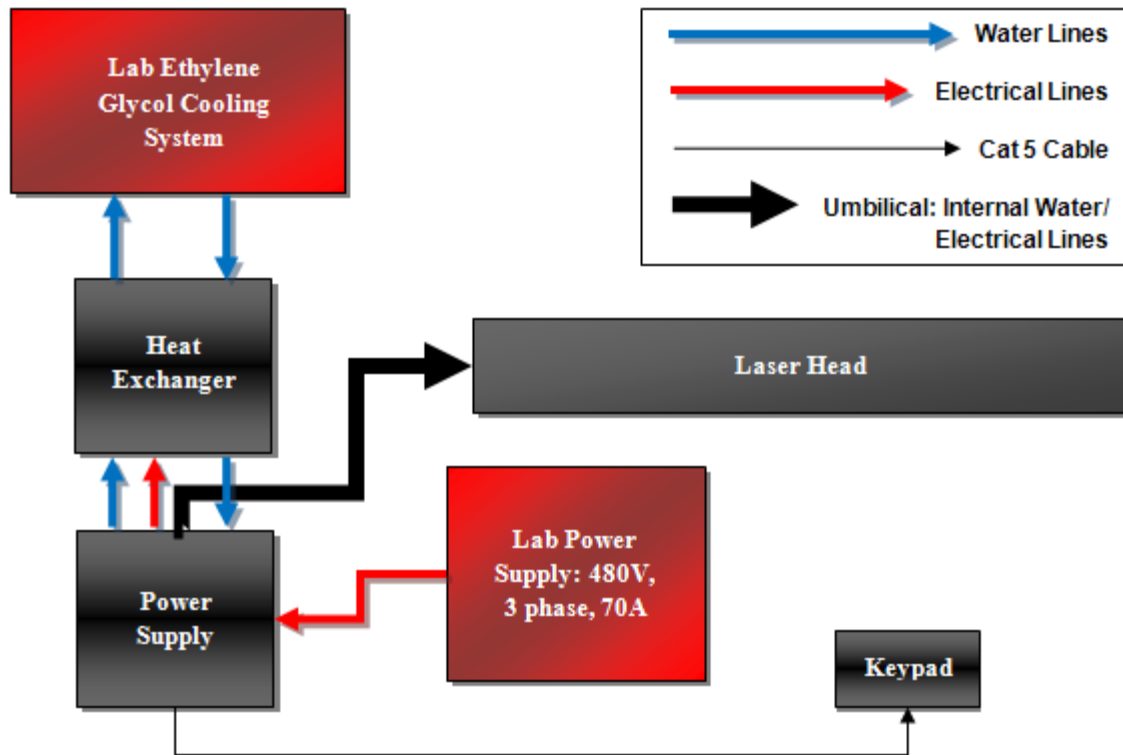 Lab Ethylene
Glycol Cooling
System
Water Lines
Electrical Lines
Cat 5 Cable
Umbilical: Internal Water/
Electrical Lines
Heat
Exchanger
Laser Head
Lab Power
Supply: 480V,
3 phase, 70A
Power
Supply
Keypad